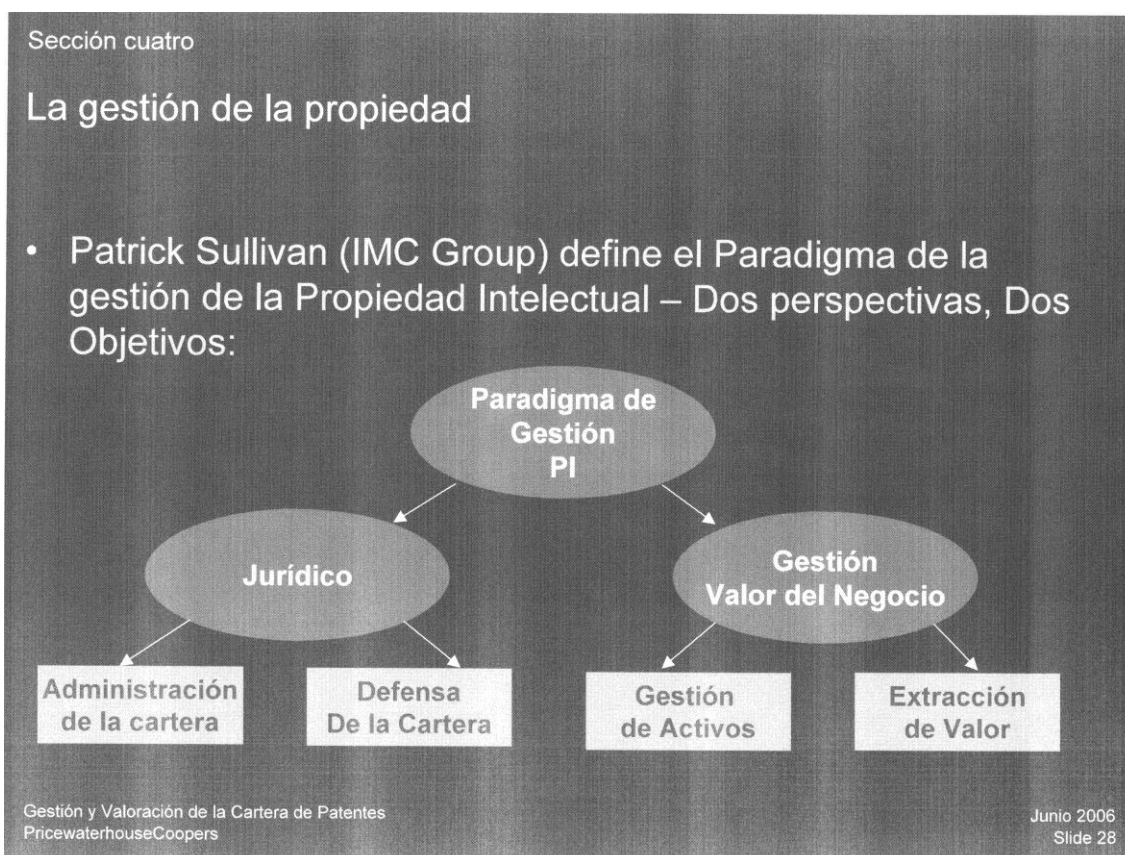 Sección cuatro
La gestión de la propiedad
• Patrick Sullivan (IMC Group) define el Paradigma de la
gestión de la Propiedad Intelectual – Dos perspectivas, Dos
Objetivos:
Paradigma de
Gestión
PI
Jurídico
Gestión
Valor del Negocio
Administración
de la cartera
Defensa
De la Cartera
Gestión
de Activos
Extracción
de Valor
Gestión y Valoración de la Cartera de Patentes
PricewaterhouseCoopers
Junio 2006
Slide 28